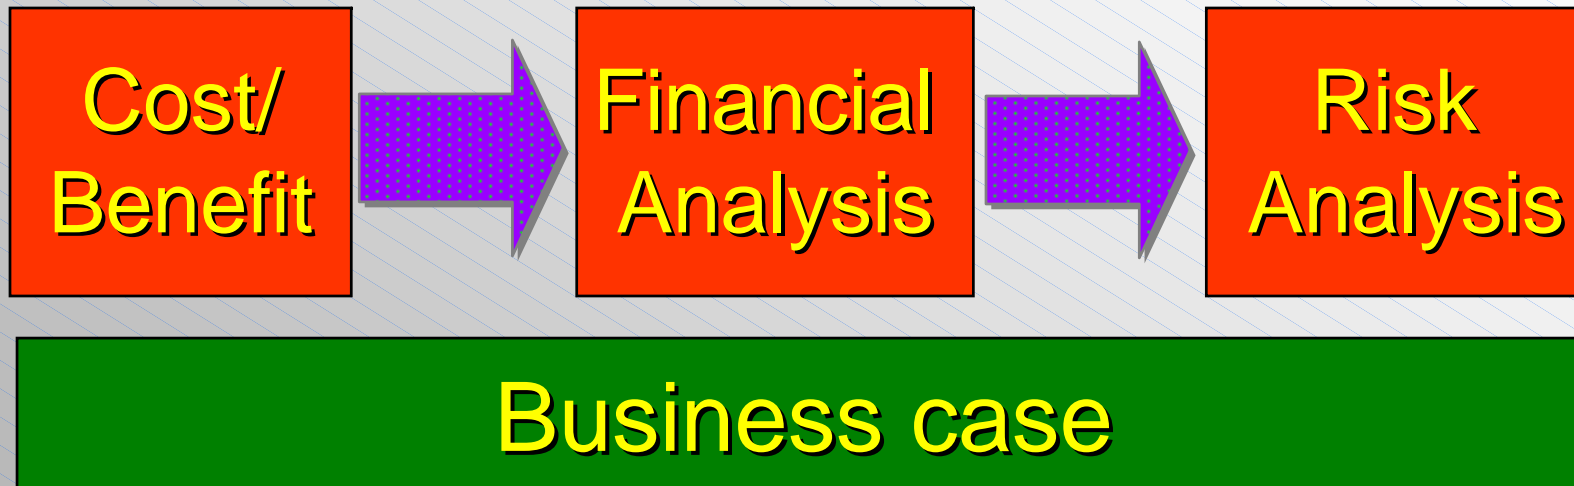 Cost/
Benefit
Financial
Analysis
Risk
Analysis
Business case